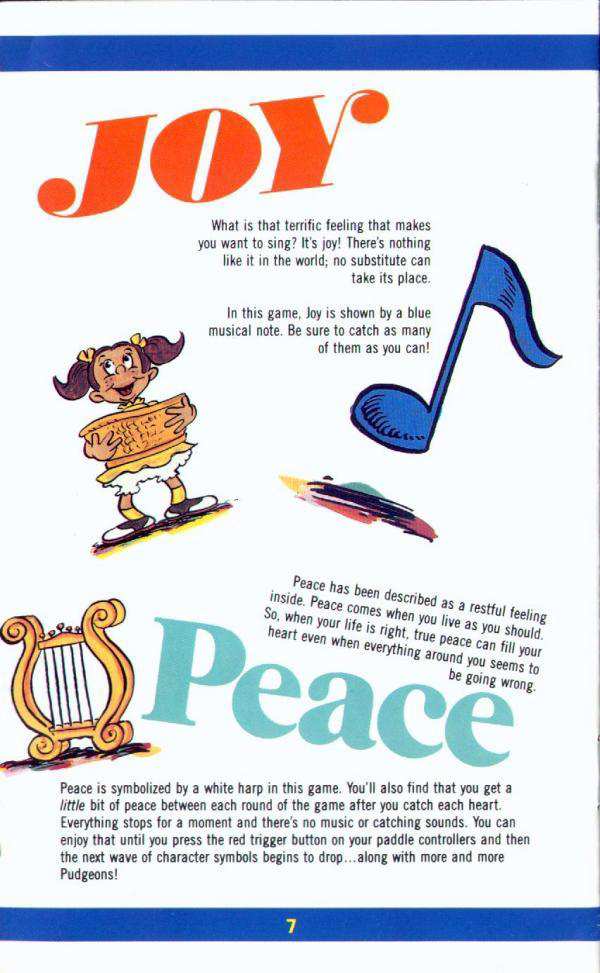 JOY
What is that terrific feeling that makes
you want to sing? It's joy! There's nothing
like it in the world; no substitute can
take its place.
In this game, Joy is shown by a blue
musical note. Be sure to catch as many
of them as you can!
Peace has been described as a restful feeling
inside. Peace comes when you live as you should.
So, when your life is right, true peace can fill your
heart even when everything around you seems to
be going wrong.
Peace
Peace is symbolized by a white harp in this game. You'll also find that you get a
little bit of peace between each round of the game after you catch each heart.
Everything stops for a moment and there's no music or catching sounds. You can
enjoy that until you press the red trigger button on your paddle controllers and then
the next wave of character symbols begins to drop...along with more and more
Pudgeons!
7